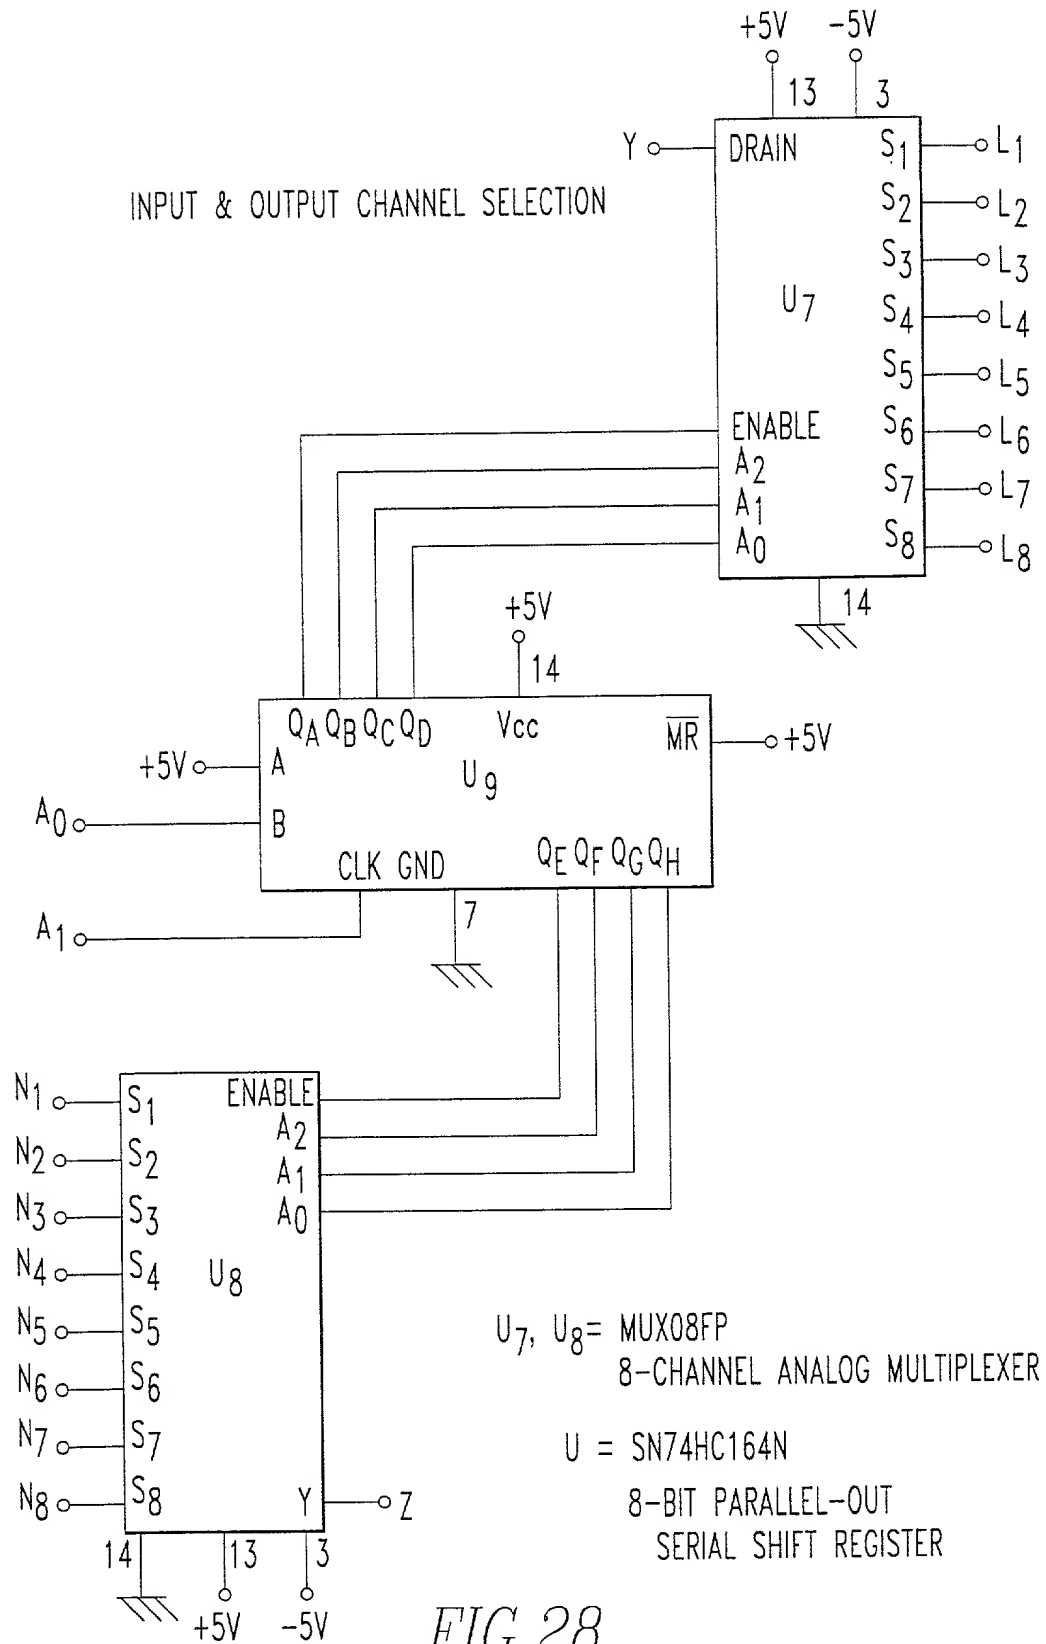 +5V -5V
13 3
Y DRAIN S1 L1
INPUT & OUTPUT CHANNEL SELECTION
S2 L2
S3 L3
U7
S4 L4
S5 L5
ENABLE S6 L6
A2
S7 L7
A1
A0 S8 L8
14
+5V
14
QA QB QC QD Vcc MR +5V
+5V A U9
A0 B
CLK GND QE QF QG QH
A1 7
N1 S1 ENABLE
A2
N2 S2
A1
N3 S3 A0
N4 S4 U8
N5 S5
N6 S6
N7 S7
N8 S8 Y Z
14 13 3
+5V -5V
U7, U8= MUX08FP
8-CHANNEL ANALOG MULTIPLEXER
U = SN74HC164N
8-BIT PARALLEL-OUT
SERIAL SHIFT REGISTER
FIG 28